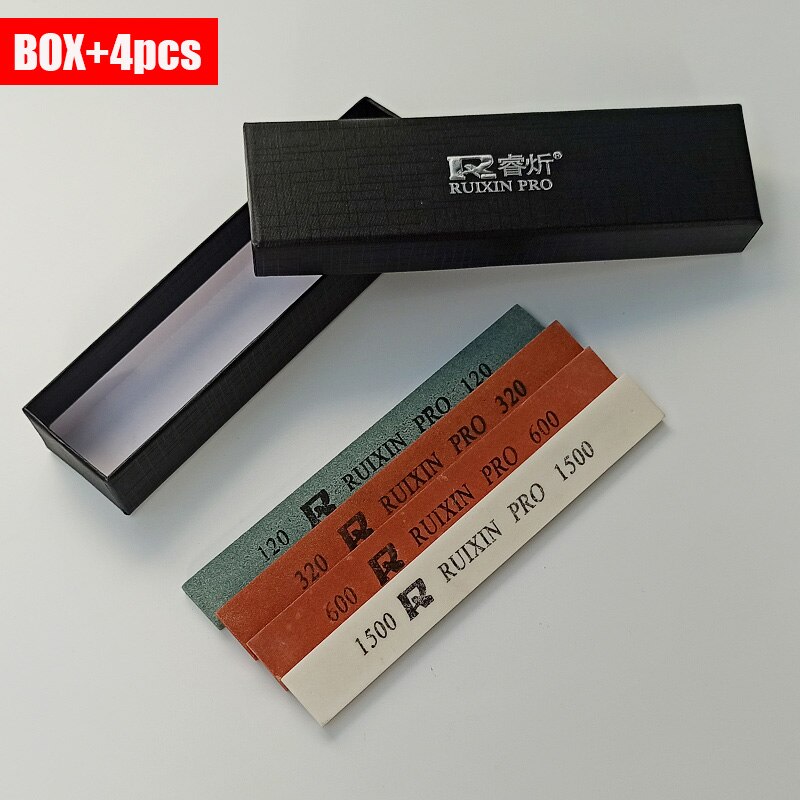 BOX+4pcs
R 睿炘®
RUIXIN PRO
120 R RUIXIN PRO 120
320 R RUIXIN PRO 320
600 R RUIXIN PRO 600
1500 R RUIXIN PRO 1500